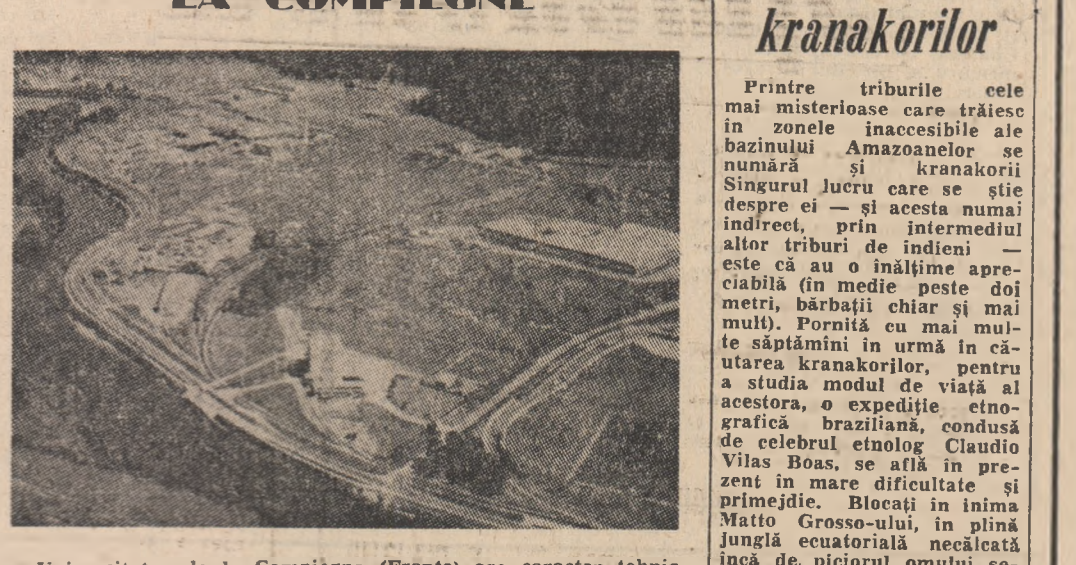 LA COMPIEGNE
kranakorilor
Printre triburile cele
mai misterioase care trăiesc
în zonele inaccesibile ale
bazinului Amazoanelor se
numără și kranakorii
Singurul lucru care se știe
despre ei — și acesta numai
indirect, prin intermediul
altor triburi de indieni —
este că au o înălțime apre-
ciabilă (în medie peste doi
metri, bărbații chiar și mai
mult). Pornită cu mai mul-
te săptămîni în urmă în că-
utarea kranakorilor, pentru
a studia modul de viață al
acestora, o expediție etno-
grafică braziliană, condusă
de celebrul etnolog Claudio
Vilas Boas, se află în pre-
zent în mare dificultate și
primejdie. Blocați în inima
Matto Grosso-ului, în plină
junglă ecuatorială necălcată
încă de piciorul omului
(Franța) are caracter tehnic